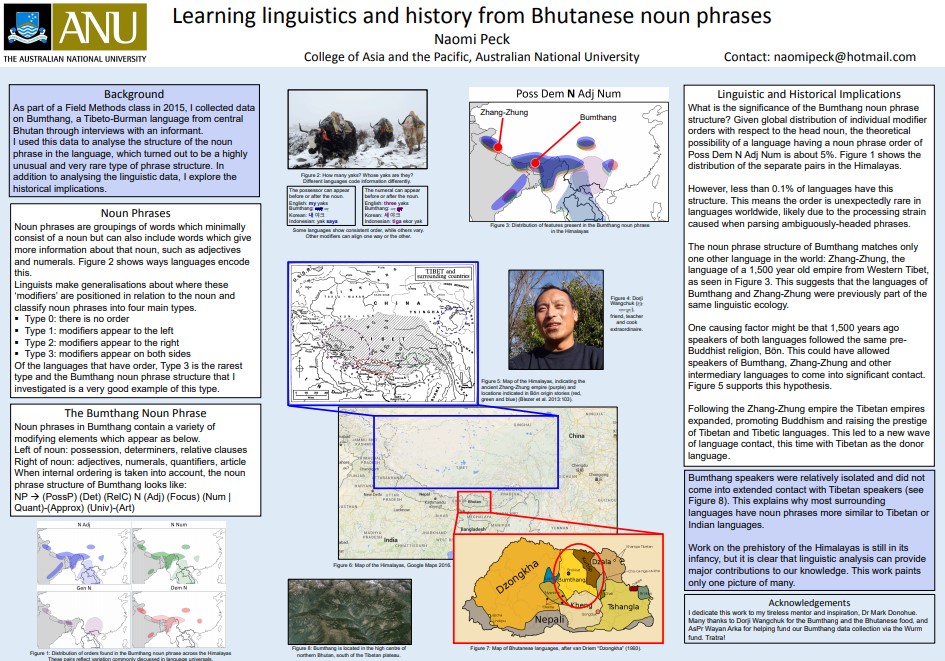 ANU
THE AUSTRALIAN NATIONAL UNIVERSITY
Learning linguistics and history from Bhutanese noun phrases
Naomi Peck
College of Asia and the Pacific, Australian National University
Contact: naomipeck@hotmail.com
Background
As part of a Field Methods class in 2015, I collected data
on Bumthang, a Tibeto-Burman language from central
Bhutan through interviews with an informant.
I used this data to analyse the structure of the noun
phrase in the language, which turned out to be a highly
unusual and very rare type of phrase structure. In
addition to analysing the linguistic data, I explore the
historical implications.
Noun Phrases
Noun phrases are groupings of words which minimally
consist of a noun but can also include words which give
more information about that noun, such as adjectives
and numerals. Figure 2 shows ways languages encode
this.
Linguists make generalisations about where these
'modifiers' are positioned in relation to the noun and
classify noun phrases into four main types.
▪ Type 0: there is no order
▪ Type 1: modifiers appear to the left
▪ Type 2: modifiers appear to the right
▪ Type 3: modifiers appear on both sides
Of the languages that have order, Type 3 is the rarest
type and the Bumthang noun phrase structure that I
investigated is a very good example of this type.
The Bumthang Noun Phrase
Noun phrases in Bumthang contain a variety of
modifying elements which appear as below.
Left of noun: possession, determiners, relative clauses
Right of noun: adjectives, numerals, quantifiers, article
When internal ordering is taken into account, the noun
phrase structure of Bumthang looks like:
NP → (PossP) (Det) (RelC) N (Adj) (Focus) (Num |
Quant)-(Approx) (Univ)-(Art)
N Adj
N Num
Gen N
Dem N
Figure 1: Distribution of orders found in the Bumthang noun phrase across the Himalayas
These pairs reflect variation commonly discussed in language universals.
Figure 2: How many yaks? Whose yaks are they?
Different languages code information differently.
The possessor can appear
before or after the noun.
English: my yaks
Bumthang:
Korean:
Indonesian: yak saya
The numeral can appear
before or after the noun.
English: three yaks
Bumthang:
Korean:
Indonesian: tiga ekor yak
Some languages show consistent order, while others vary.
Other modifiers can align one way or the other.
Poss Dem N Adj Num
Zhang-Zhung
Bumthang
Figure 3: Distribution of features present in the Bumthang noun phrase
in the Himalayas
TIBET and
surrounding countries
CHINA
TIBET
Figure 4: Dorji
Wangchuk
friend, teacher
and cook
extraordinaire.
Figure 5: Map of the Himalayas, indicating the
ancient Zhang-Zhung empire (purple) and
locations indicated in Bön origin stories (red,
green and blue) (Blezer et al. 2013:103).
China
Nepal
Bhutan
Bangladesh
India
Figure 6: Map of the Himalayas, Google Maps 2016.
Dzongkha
Bumthang
Dzala
Kheng
Nepali
Tshangla
Figure 7: Map of Bhutanese languages, after van Driem "Dzongkha" (1993).
Figure 8: Bumthang is located in the high centre of
northern Bhutan, south of the Tibetan plateau.
Linguistic and Historical Implications
What is the significance of the Bumthang noun phrase
structure? Given global distribution of individual modifier
orders with respect to the head noun, the theoretical
possibility of a language having a noun phrase order of
Poss Dem N Adj Num is about 5%. Figure 1 shows the
distribution of the separate pairs in the Himalayas.
However, less than 0.1% of languages have this
structure. This means the order is unexpectedly rare in
languages worldwide, likely due to the processing strain
caused when parsing ambiguously-headed phrases.
The noun phrase structure of Bumthang matches only
one other language in the world: Zhang-Zhung, the
language of a 1,500 year old empire from Western Tibet,
as seen in Figure 3. This suggests that the languages of
Bumthang and Zhang-Zhung were previously part of the
same linguistic ecology.
One causing factor might be that 1,500 years ago
speakers of both languages followed the same pre-
Buddhist religion, Bön. This could have allowed
speakers of Bumthang, Zhang-Zhung and other
intermediary languages to come into significant contact.
Figure 5 supports this hypothesis.
Following the Zhang-Zhung empire the Tibetan empires
expanded, promoting Buddhism and raising the prestige
of Tibetan and Tibetic languages. This led to a new wave
of language contact, this time with Tibetan as the donor
language.
Bumthang speakers were relatively isolated and did not
come into extended contact with Tibetan speakers (see
Figure 8). This explains why most surrounding
languages have noun phrases more similar to Tibetan or
Indian languages.
Work on the prehistory of the Himalayas is still in its
infancy, but it is clear that linguistic analysis can provide
major contributions to our knowledge. This work paints
only one picture of many.
Acknowledgements
I dedicate this work to my tireless mentor and inspiration, Dr Mark Donohue.
Many thanks to Dorji Wangchuk for the Bumthang and the Bhutanese food, and
AsPr Wayan Arka for helping fund our Bumthang data collection via the Wurm
fund. Tratra!